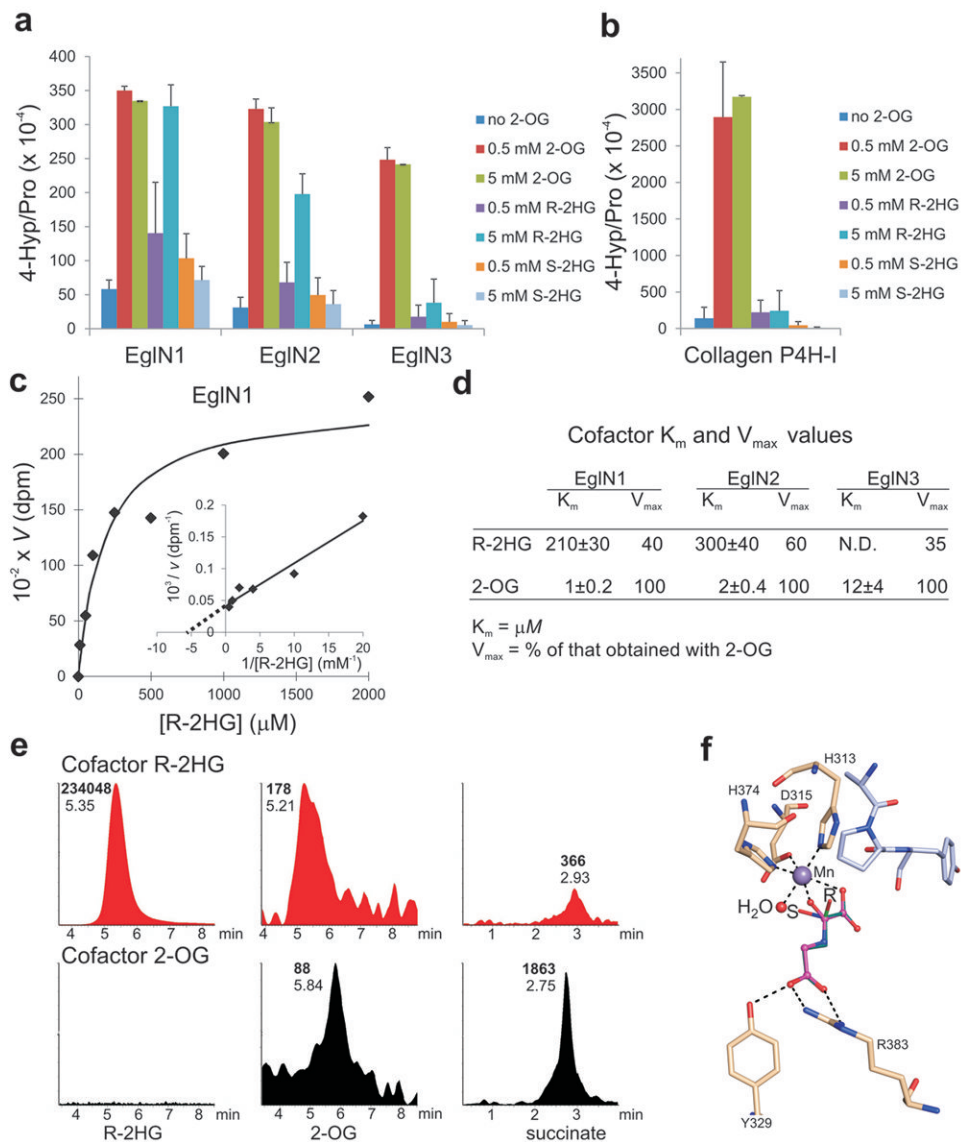 a
4-Hyp/Pro (x 10⁻⁴)
400
350
300
250
200
150
100
50
0
EglN1 EglN2 EglN3
no 2-OG
0.5 mM 2-OG
5 mM 2-OG
0.5 mM R-2HG
5 mM R-2HG
0.5 mM S-2HG
5 mM S-2HG
b
4-Hyp/Pro (x 10⁻⁴)
3500
3000
2500
2000
1500
1000
500
0
Collagen P4H-I
no 2-OG
0.5 mM 2-OG
5 mM 2-OG
0.5 mM R-2HG
5 mM R-2HG
0.5 mM S-2HG
5 mM S-2HG
c
EglN1
10⁻² x V (dpm)
250
200
150
100
50
0
0 500 1000 1500 2000
[R-2HG] (μM)
10³/ v (dpm⁻¹)
0.2
0.15
0.1
0.05
0
-10 -5 0 5 10 15 20
1/[R-2HG] (mM⁻¹)
d
Cofactor Km and Vmax values
EglN1 EglN2 EglN3
Km Vmax Km Vmax Km Vmax
R-2HG 210±30 40 300±40 60 N.D. 35
2-OG 1±0.2 100 2±0.4 100 12±4 100
Km = μM
Vmax = % of that obtained with 2-OG
e
Cofactor R-2HG
234048
5.35
4 5 6 7 8 min
178
5.21
4 5 6 7 8 min
366
2.93
1 2 3 min
Cofactor 2-OG
4 5 6 7 8 min
R-2HG
88
5.84
4 5 6 7 8 min
2-OG
1863
2.75
1 2 3 min
succinate
f
H313
H374
D315
Mn
R
H₂O
S
R383
Y329